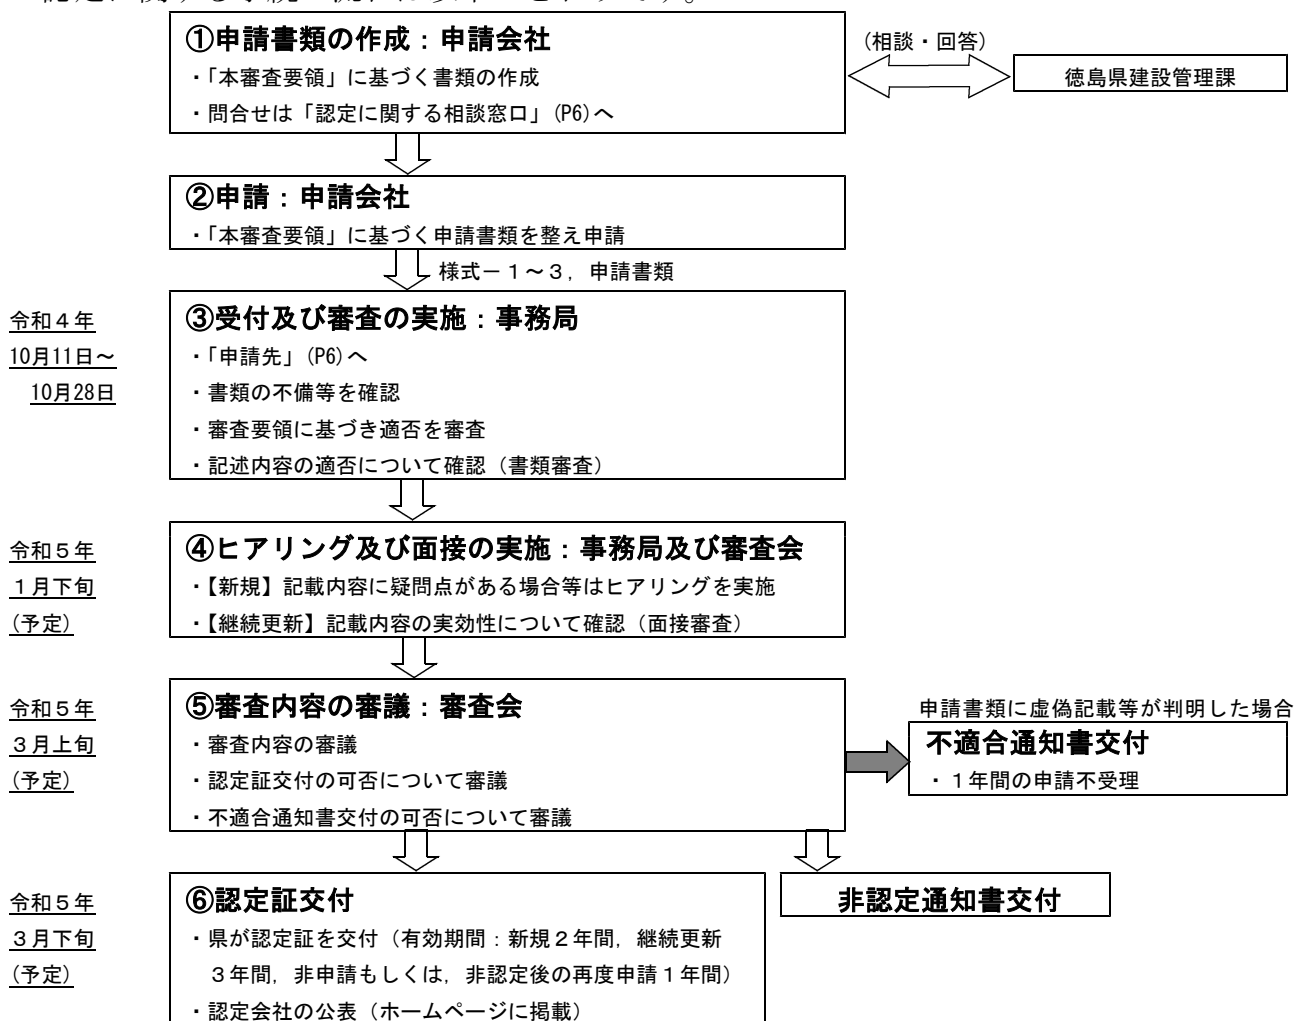 ①申請書類の作成：申請会社
・「本審査要領」に基づく書類の作成
・問合せは「認定に関する相談窓口」(P6)へ
(相談・回答)
徳島県建設管理課
②申請：申請会社
・「本審査要領」に基づく申請書類を整え申請
様式－１～３，申請書類
令和４年
10月11日～
10月28日
③受付及び審査の実施：事務局
・「申請先」(P6)へ
・書類の不備等を確認
・審査要領に基づき適否を審査
・記述内容の適否について確認（書類審査）
令和５年
１月下旬
(予定)
④ヒアリング及び面接の実施：事務局及び審査会
・【新規】記載内容に疑問点がある場合等はヒアリングを実施
・【継続更新】記載内容の実効性について確認（面接審査）
令和５年
３月上旬
(予定)
⑤審査内容の審議：審査会
・審査内容の審議
・認定証交付の可否について審議
・不適合通知書交付の可否について審議
申請書類に虚偽記載等が判明した場合
不適合通知書交付
・１年間の申請不受理
令和５年
３月下旬
(予定)
⑥認定証交付
・県が認定証を交付（有効期間：新規２年間，継続更新
３年間，非申請もしくは，非認定後の再度申請１年間）
・認定会社の公表（ホームページに掲載）
非認定通知書交付